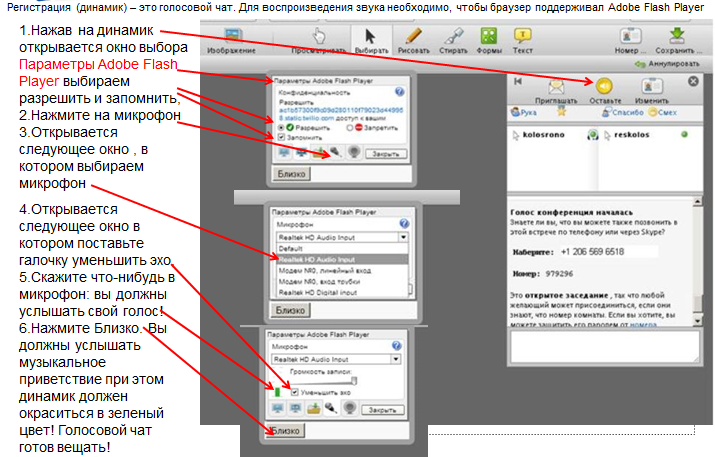 Регистрация (динамик) – это голосовой чат. Для воспроизведения звука необходимо, чтобы браузер поддерживал Adobe Flash Player
1.Нажав на динамик
открывается окно выбора
Параметры Adobe Flash
Player выбираем
разрешить и запомнить,
2.Нажмите на микрофон
3.Открывается
следующее окно , в
котором выбираем
микрофон
4.Открывается
следующее окно в
котором поставьте
галочку уменьшить эхо.
5.Скажите что-нибудь в
микрофон: вы должны
услышать свой голос!
6.Нажмите Близко. Вы
должны услышать
музыкальное
приветствие при этом
динамик должен
окраситься в зеленый
цвет! Голосовой чат
готов вещать!
Изображение
Просматривать
Выбирать
Рисовать
Стирать
Формы
Текст
Номер ...
Сохранить ...
Аннулировать
Параметры Adobe Flash Player
Конфиденциальность
Разрешить
8.static.twilio.com доступ к вашим
Разрешить
Запретить
Запомнить
Закрыть
Близко
Параметры Adobe Flash Player
Микрофон
Realtek HD Audio Input
Default
Realtek HD Audio Input
Модем №0, линейный вход
Модем №0, вход трубки
Realtek HD Digital input
Близко
Параметры Adobe Flash Player
Микрофон
Realtek HD Audio Input
Громкость записи:
Уменьшить эхо
Закрыть
Близко
Приглашать
Оставьте
Изменить
Рука
Спасибо
Смех
kolosrono
reskolos
Голос конференция началась
Знаете ли вы, что вы можете также позвонить в
этой встрече по телефону или через Skype?
Наберите: +1 206 569 6518
Номер: 979296
Это открытое заседание , так что любой
желающий может присоединиться, если они
знают, что номер комнаты. Если вы хотите, вы
можете защитить его паролем от номера